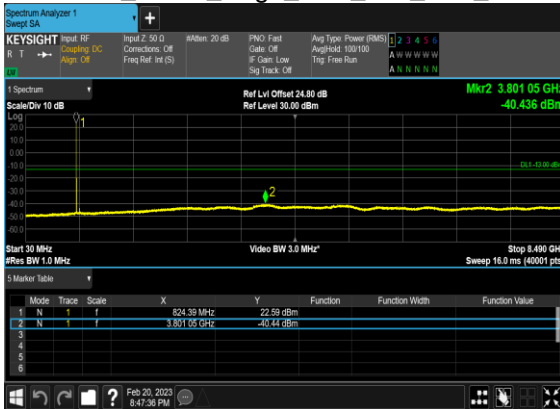 Spectrum Analyzer 1
Swept SA
KEYSIGHT Input: RF Input Z: 50 Ω #Atten: 20 dB PNO: Fast Avg Type: Power (RMS) 1 2 3 4 5 6
R T Coupling: DC Corrections: Off Gate: Off Avg|Hold: 100/100 A W W W W W
Align: Off Freq Ref: Int (S) IF Gain: Low Trig: Free Run
Sig Track: Off A N N N N N
1 Spectrum
Ref Lvl Offset 24.80 dB Mkr2 3.801 05 GHz
Scale/Div 10 dB Ref Level 30.00 dBm -40.436 dBm
Log
20.0 1
10.0
0.00
-10.0 DL1 -13.00 dBm
-20.0
-30.0 2
-40.0
-50.0
-60.0
Start 30 MHz Video BW 3.0 MHz* Stop 8.490 GHz
#Res BW 1.0 MHz Sweep 16.0 ms (40001 pts)
5 Marker Table
Mode Trace Scale X Y Function Function Width Function Value
1 N 1 f 824.39 MHz 22.59 dBm
2 N 1 f 3.801 05 GHz -40.44 dBm
3
4
5
6
Feb 20, 2023
8:47:36 PM